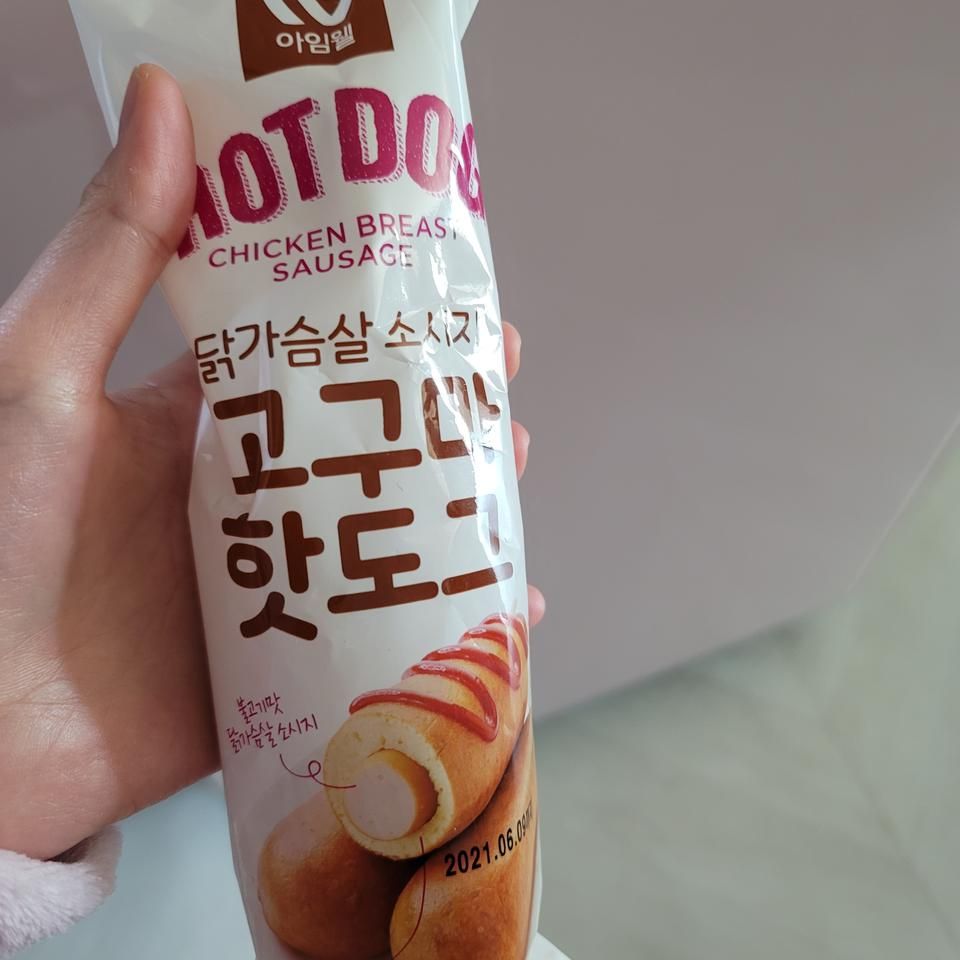 아임웰
HOT DOG
CHICKEN BREAST
SAUSAGE
닭가슴살 소시지
고구마
핫도그
불고기맛
닭가슴살 소시지
2021.06.09